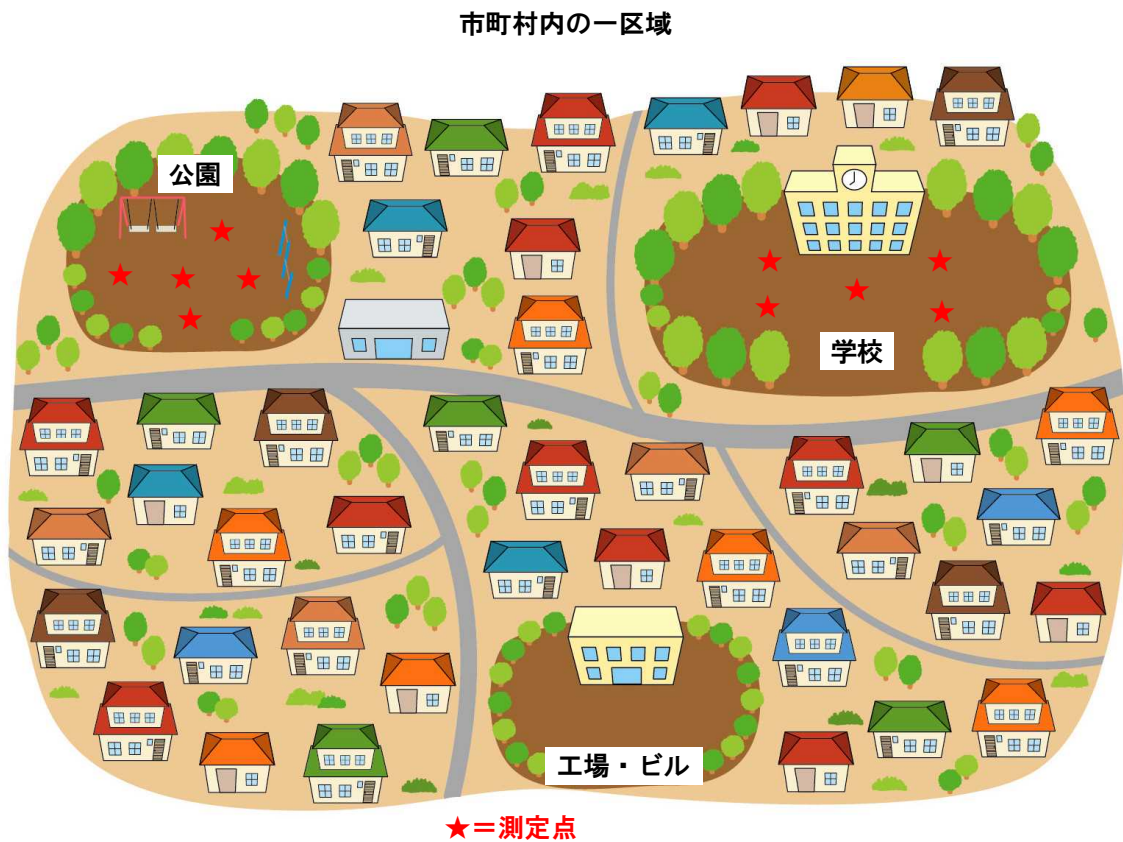 市町村内の一区域
公園
学校
工場・ビル
★＝測定点